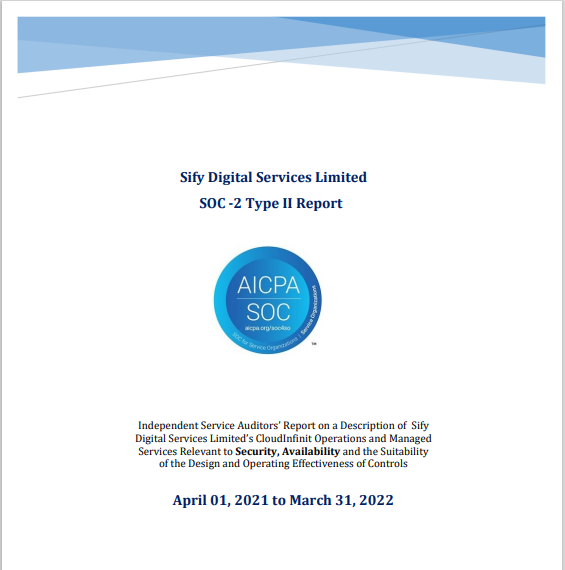 Sify Digital Services Limited
SOC -2 Type II Report
AICPA
SOC
aicpa.org/soc4so
SOC for Service Organizations | Service Organizations
TM
Independent Service Auditors' Report on a Description of Sify
Digital Services Limited's CloudInfinit Operations and Managed
Services Relevant to Security, Availability and the Suitability
of the Design and Operating Effectiveness of Controls
April 01, 2021 to March 31, 2022